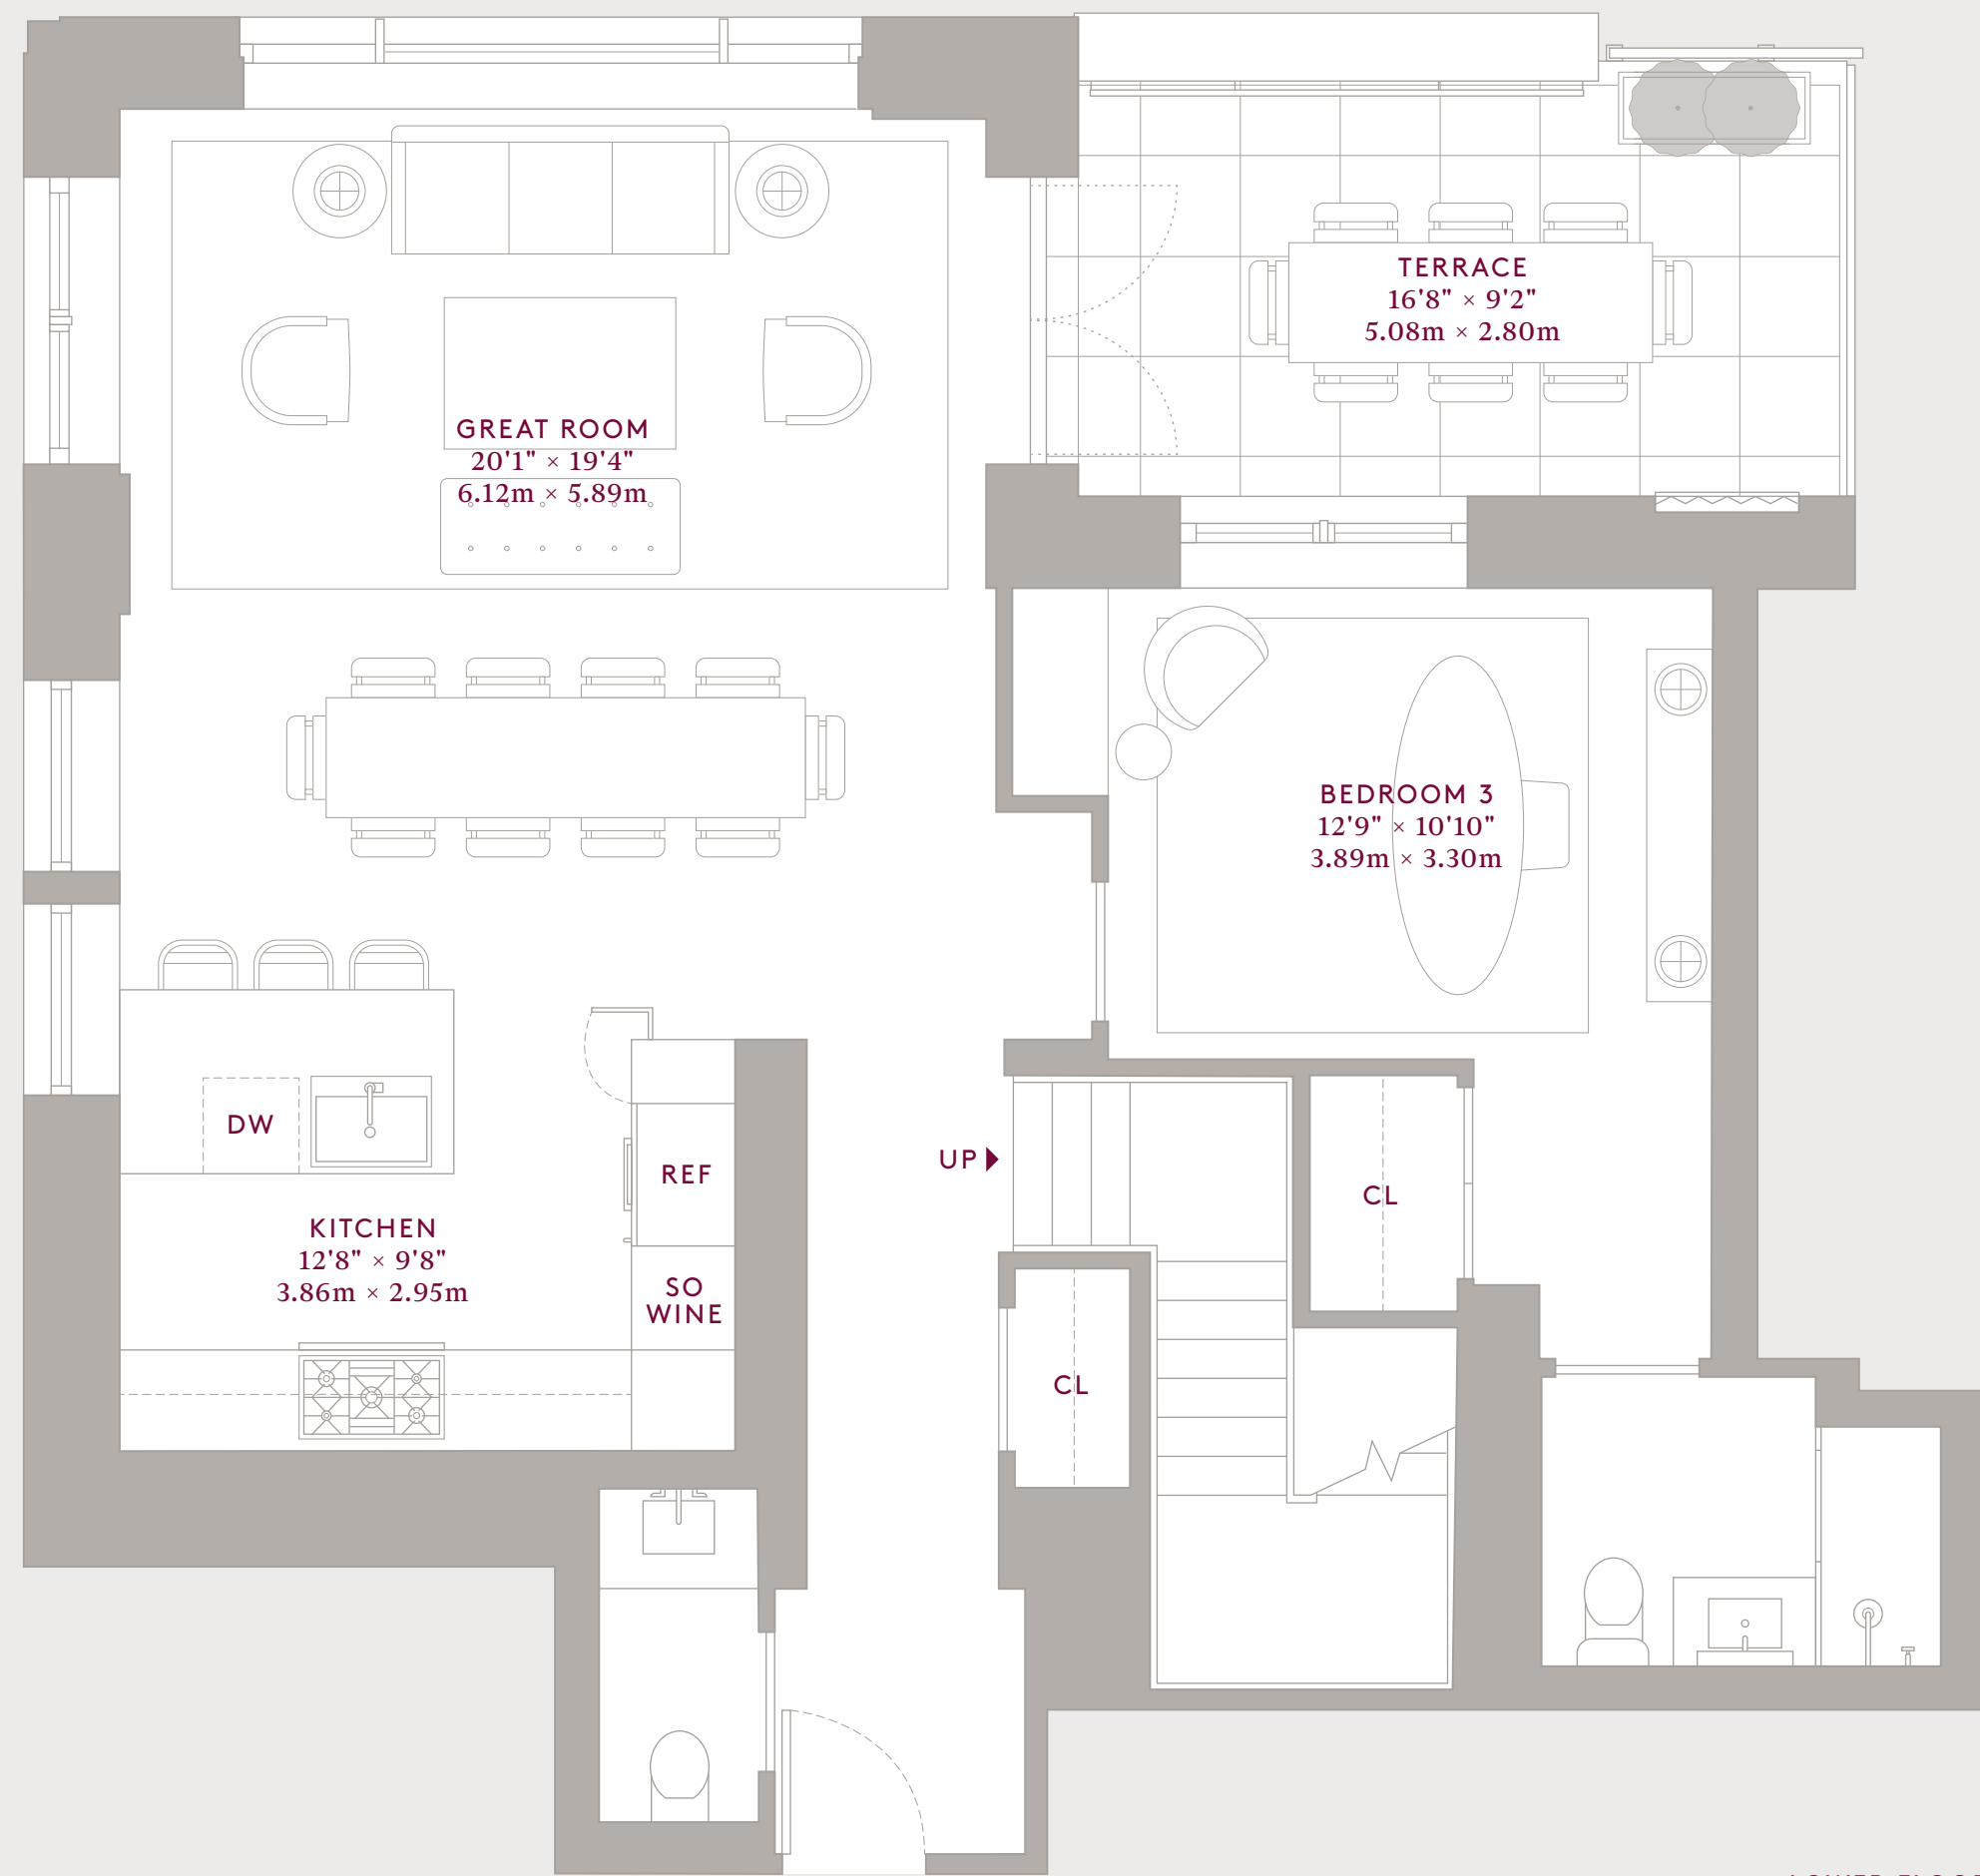 TERRACE
16'8" × 9'2"
5.08m × 2.80m
GREAT ROOM
20'1" × 19'4"
6.12m × 5.89m
BEDROOM 3
12'9" × 10'10"
3.89m × 3.30m
DW
REF
UP
CL
KITCHEN
12'8" × 9'8"
3.86m × 2.95m
SO
WINE
CL